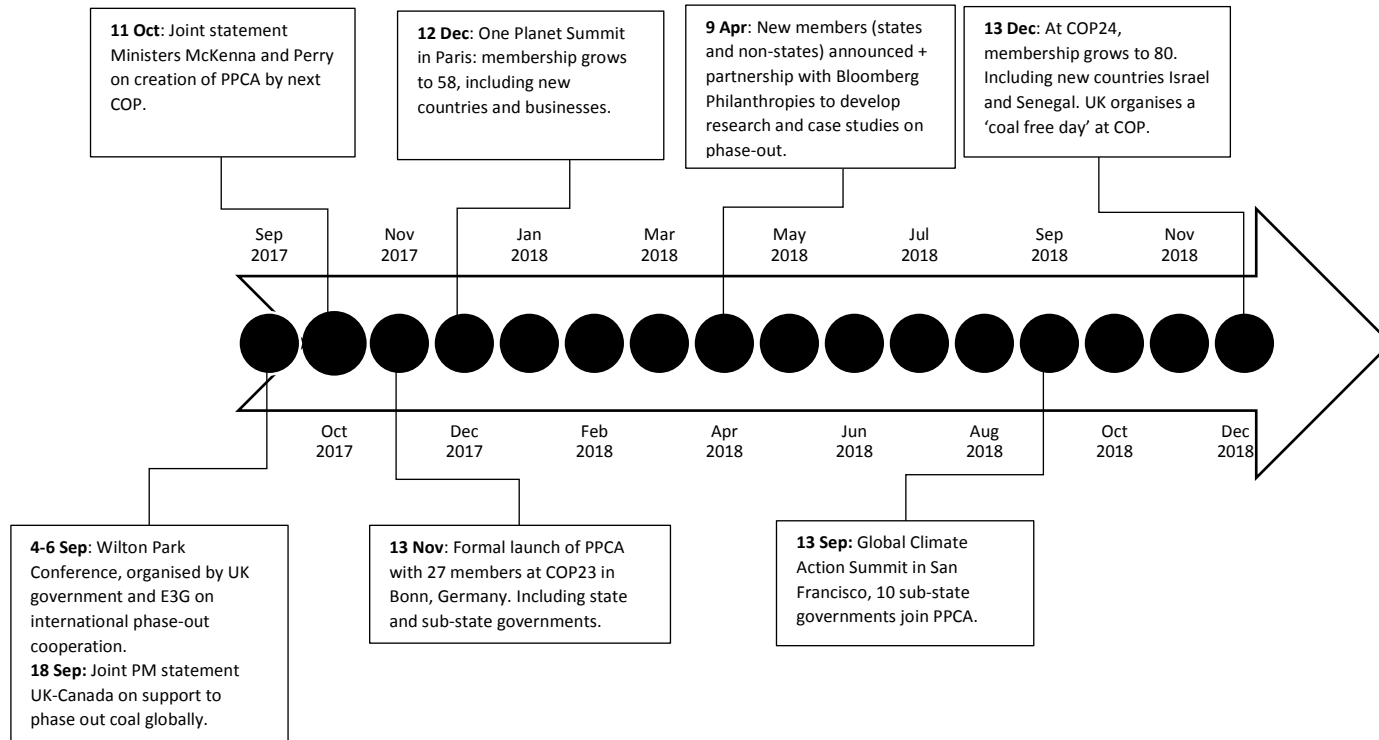 11 Oct: Joint statement
Ministers McKenna and Perry
on creation of PPCA by next
COP.
12 Dec: One Planet Summit
in Paris: membership grows
to 58, including new
countries and businesses.
9 Apr: New members (states
and non-states) announced +
partnership with Bloomberg
Philanthropies to develop
research and case studies on
phase-out.
13 Dec: At COP24,
membership grows to 80.
Including new countries Israel
and Senegal. UK organises a
‘coal free day’ at COP.
Sep
2017
Nov
2017
Jan
2018
Mar
2018
May
2018
Jul
2018
Sep
2018
Nov
2018
Oct
2017
Dec
2017
Feb
2018
Apr
2018
Jun
2018
Aug
2018
Oct
2018
Dec
2018
4-6 Sep: Wilton Park
Conference, organised by UK
government and E3G on
international phase-out
cooperation.
18 Sep: Joint PM statement
UK-Canada on support to
phase out coal globally.
13 Nov: Formal launch of PPCA
with 27 members at COP23 in
Bonn, Germany. Including state
and sub-state governments.
13 Sep: Global Climate
Action Summit in San
Francisco, 10 sub-state
governments join PPCA.